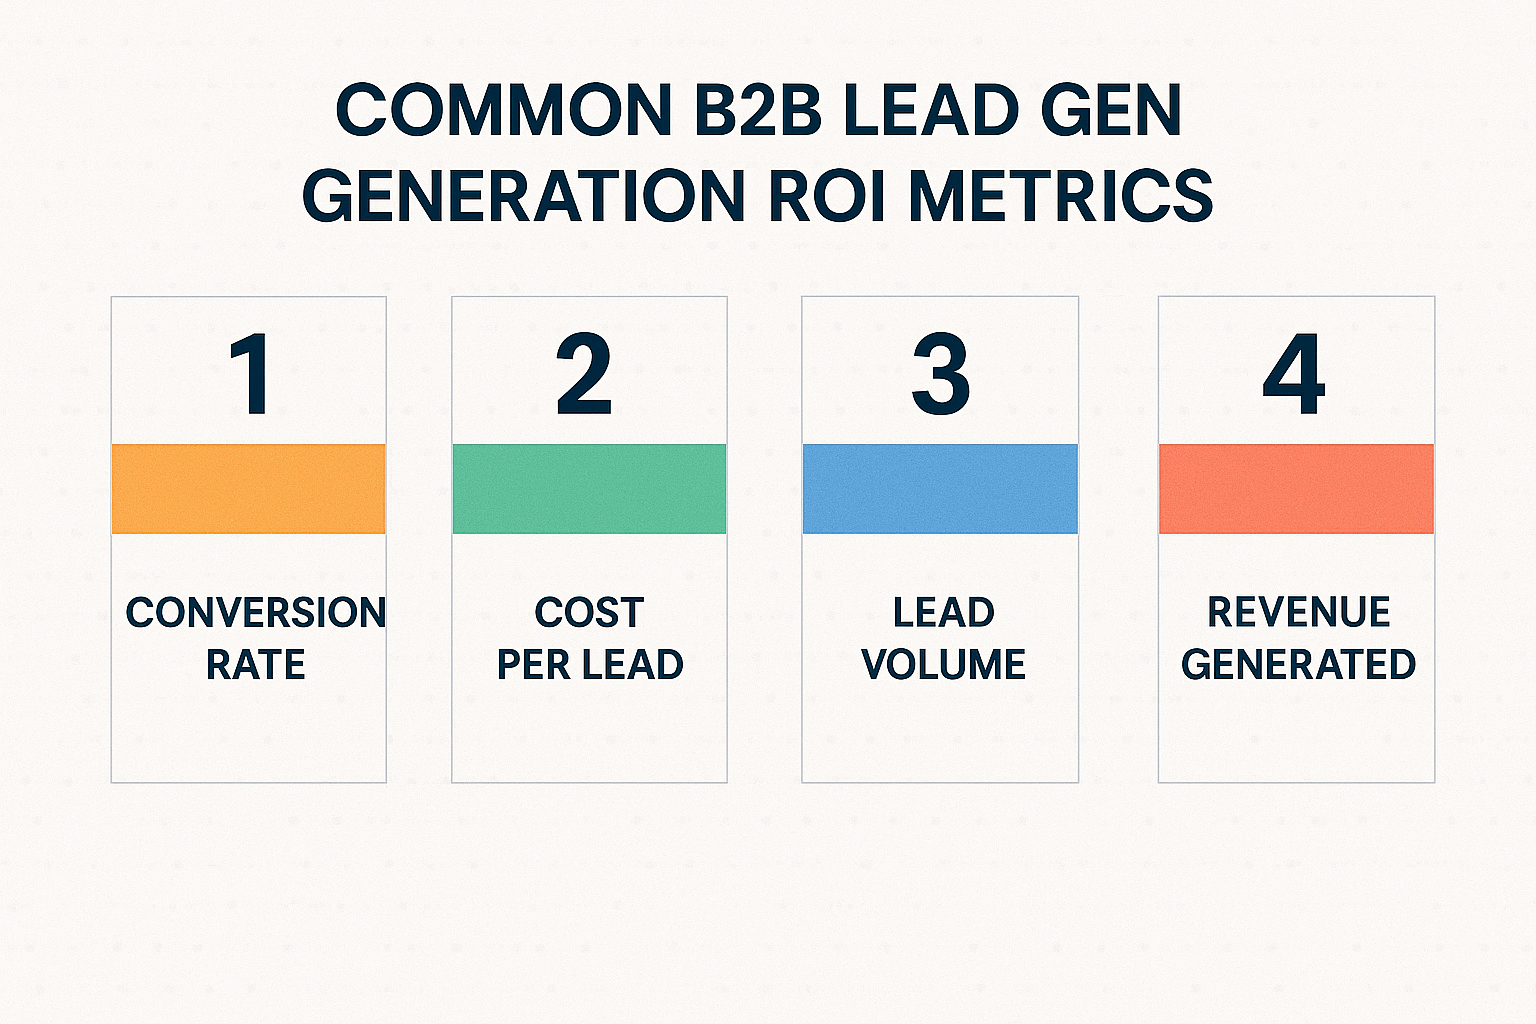 COMMON B2B LEAD GEN
GENERATION ROI METRICS
1
CONVERSION
RATE
2
COST
PER LEAD
3
LEAD
VOLUME
4
REVENUE
GENERATED